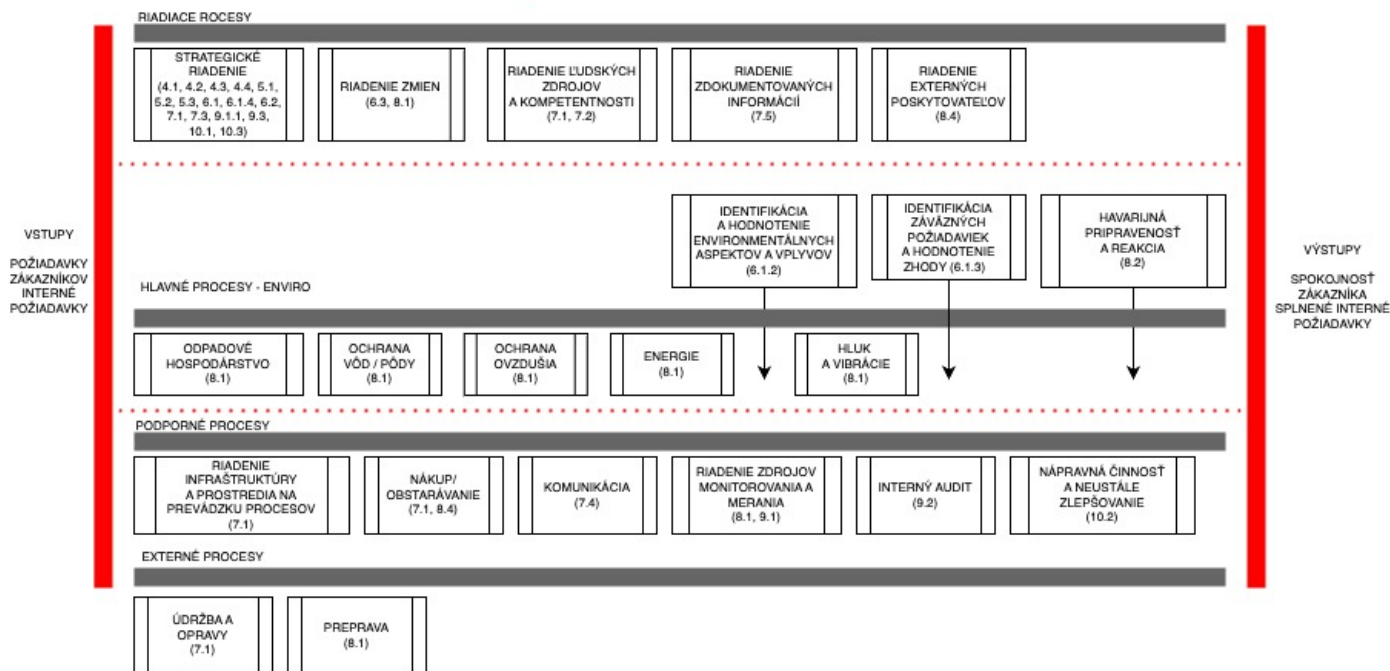 RIADIACE ROCESY
STRATEGICKÉ
RIADENIE
(4.1, 4.2, 4.3, 4.4, 5.1,
5.2, 5.3, 6.1, 6.1.4, 6.2,
7.1, 7.3, 9.1.1, 9.3,
10.1, 10.3)
RIADENIE ZMIEN
(6.3, 8.1)
RIADENIE ĽUDSKÝCH
ZDROJOV
A KOMPETENTNOSTI
(7.1, 7.2)
RIADENIE
ZDOKUMENTOVANÝCH
INFORMÁCIÍ
(7.5)
RIADENIE
EXTERNÝCH
POSKYTOVATEĽOV
(8.4)
VSTUPY
POŽIADAVKY
ZÁKAZNÍKOV
INTERNÉ
POŽIADAVKY
IDENTIFIKÁCIA
A HODNOTENIE
ENVIRONMENTÁLNYCH
ASPEKTOV A VPLYVOV
(6.1.2)
IDENTIFIKÁCIA
ZÁVÄZNÝCH
POŽIADAVIEK
A HODNOTENIE
ZHODY (6.1.3)
HAVARIJNÁ
PRIPRAVENOSŤ
A REAKCIA
(8.2)
VÝSTUPY
SPOKOJNOSŤ
ZÁKAZNÍKA
SPLNENÉ INTERNÉ
POŽIADAVKY
HLAVNÉ PROCESY - ENVIRO
ODPADOVÉ
HOSPODÁRSTVO
(8.1)
OCHRANA
VÔD / PÔDY
(8.1)
OCHRANA
OVZDUŠIA
(8.1)
ENERGIE
(8.1)
HLUK
A VIBRÁCIE
(8.1)
PODPORNÉ PROCESY
RIADENIE
INFRAŠTRUKTÚRY
A PROSTREDIA NA
PREVÁDZKU PROCESOV
(7.1)
NÁKUP/
OBSTARÁVANIE
(7.1, 8.4)
KOMUNIKÁCIA
(7.4)
RIADENIE ZDROJOV
MONITOROVANIA A
MERANIA
(8.1, 9.1)
INTERNÝ AUDIT
(9.2)
NÁPRAVNÁ ČINNOSŤ
A NEUSTÁLE
ZLEPŠOVANIE
(10.2)
EXTERNÉ PROCESY
ÚDRŽBA A
OPRAVY
(7.1)
PREPRAVA
(8.1)